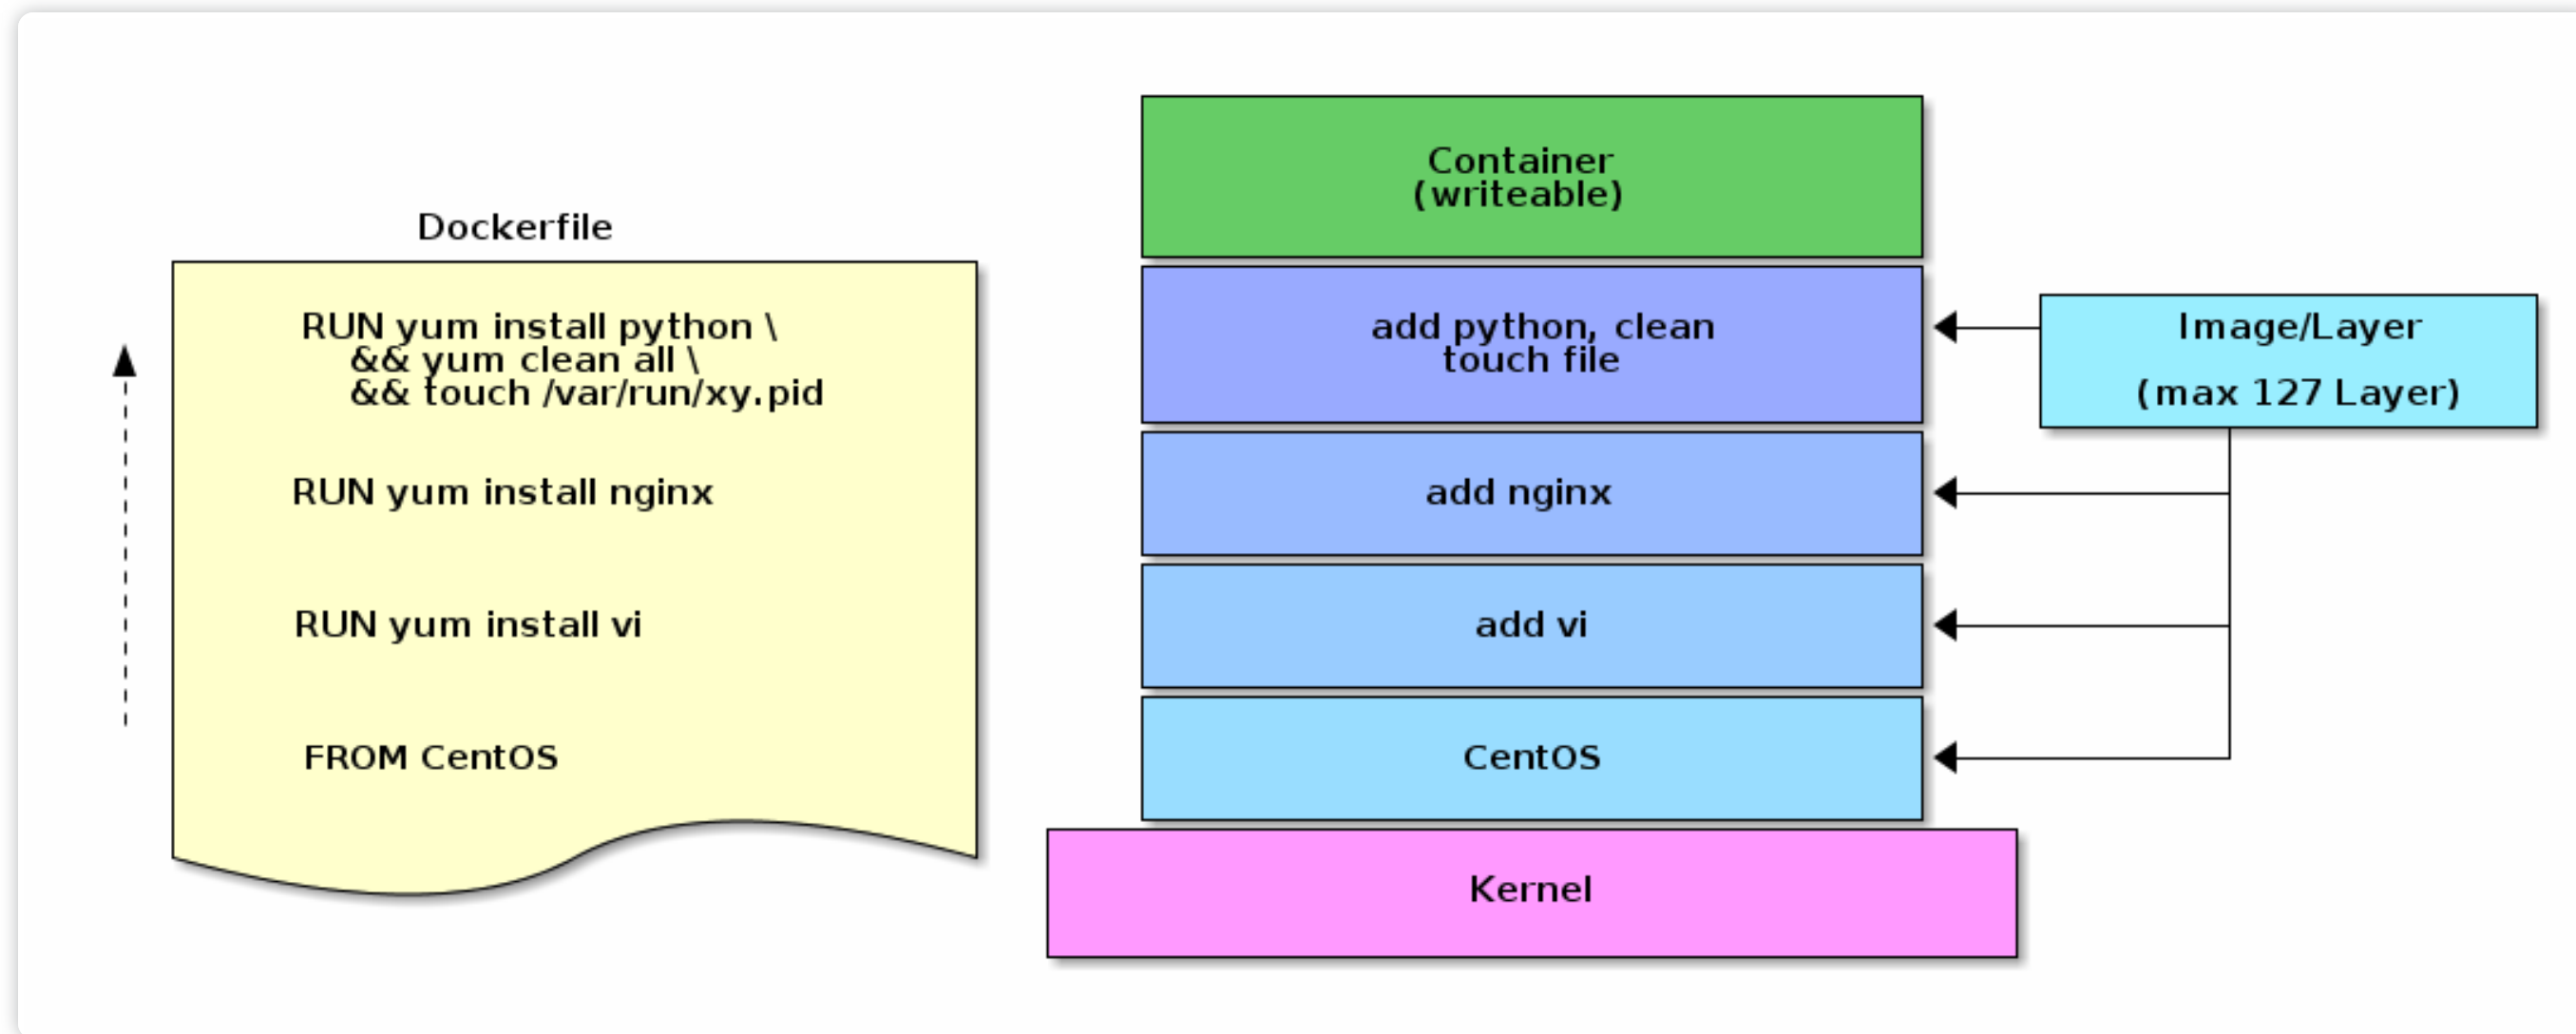 Dockerfile
RUN yum install python \
&& yum clean all \
&& touch /var/run/xy.pid
RUN yum install nginx
RUN yum install vi
FROM CentOS
Container
(writeable)
add python, clean
touch file
add nginx
add vi
CentOS
Kernel
Image/Layer
(max 127 Layer)